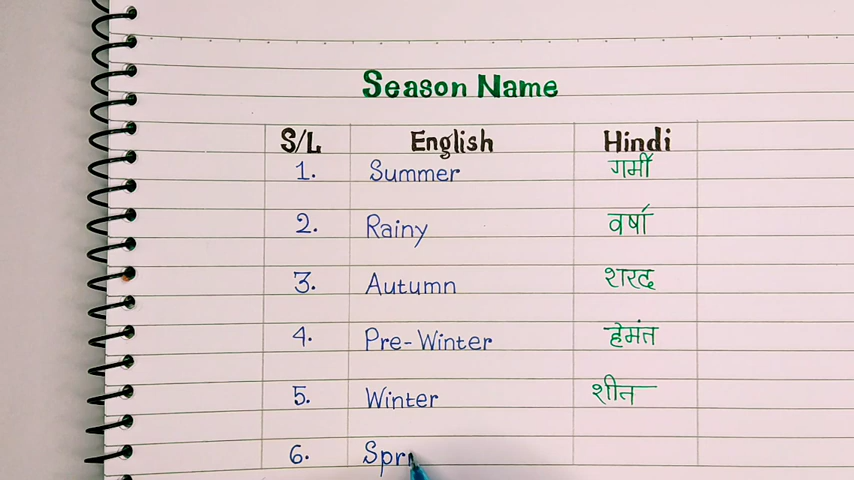 Season Name
S/L English Hindi
1. Summer गर्मी
2. Rainy वर्षा
3. Autumn शरद
4. Pre-Winter हेमंत
5. Winter शीत
6. Spr